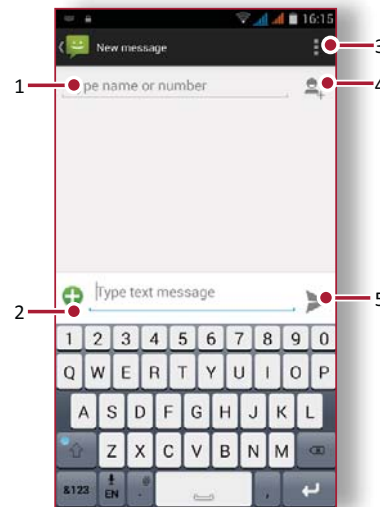 16:15
New message
3
1
pe name or number
4
Type text message
2
5
1 2 3 4 5 6 7 8 9 0
Q W E R T Y U I O P
A S D F G H J K L
Z X C V B N M
&123 EN . @ ,